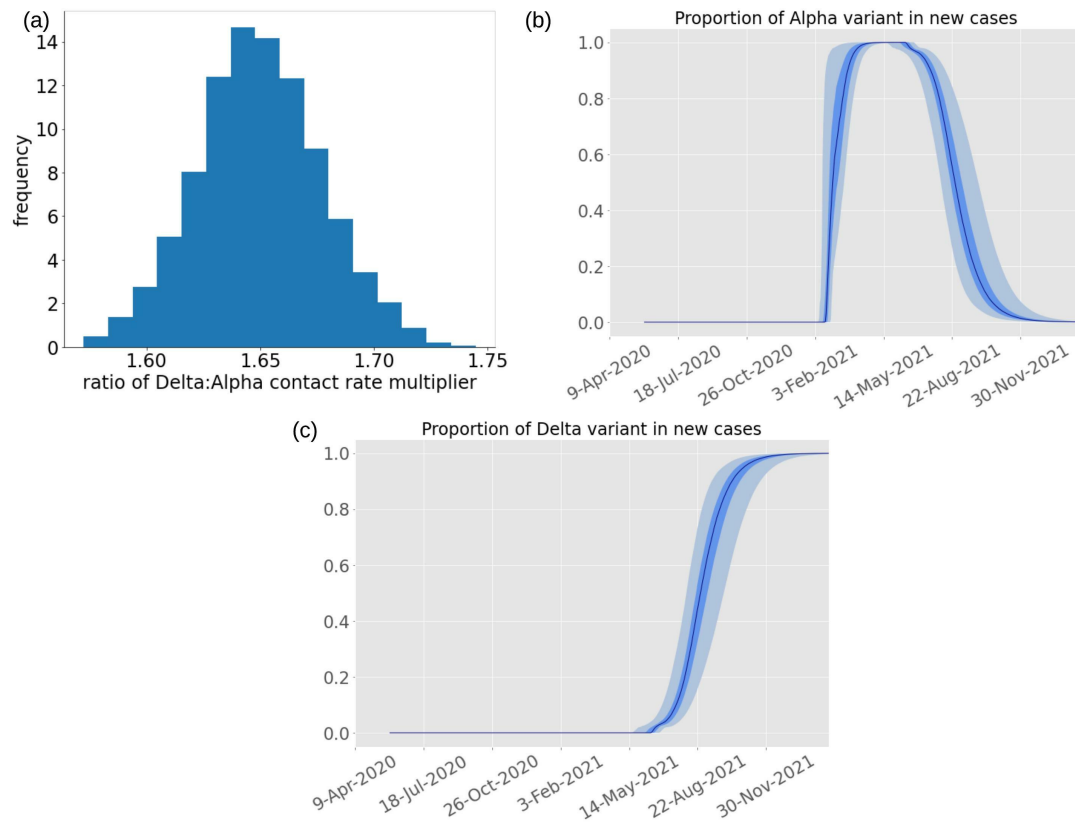 (a)
14
12
10
8
6
4
2
0
frequency
1.60 1.65 1.70 1.75
ratio of Delta:Alpha contact rate multiplier
(b)
Proportion of Alpha variant in new cases
1.0
0.8
0.6
0.4
0.2
0.0
9-Apr-2020 18-Jul-2020 26-Oct-2020 3-Feb-2021 14-May-2021 22-Aug-2021 30-Nov-2021
(c)
Proportion of Delta variant in new cases
1.0
0.8
0.6
0.4
0.2
0.0
9-Apr-2020 18-Jul-2020 26-Oct-2020 3-Feb-2021 14-May-2021 22-Aug-2021 30-Nov-2021